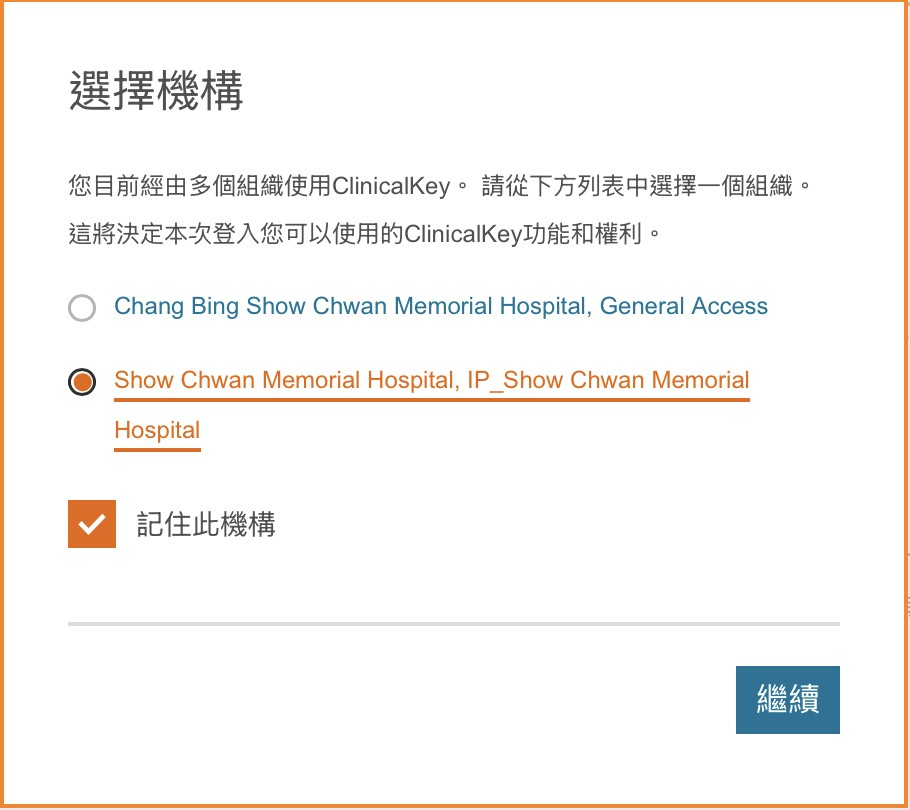 選擇機構
您目前經由多個組織使用ClinicalKey。 請從下方列表中選擇一個組織。
這將決定本次登入您可以使用的ClinicalKey功能和權利。
Chang Bing Show Chwan Memorial Hospital, General Access
Show Chwan Memorial Hospital, IP_Show Chwan Memorial
Hospital
記住此機構
繼續